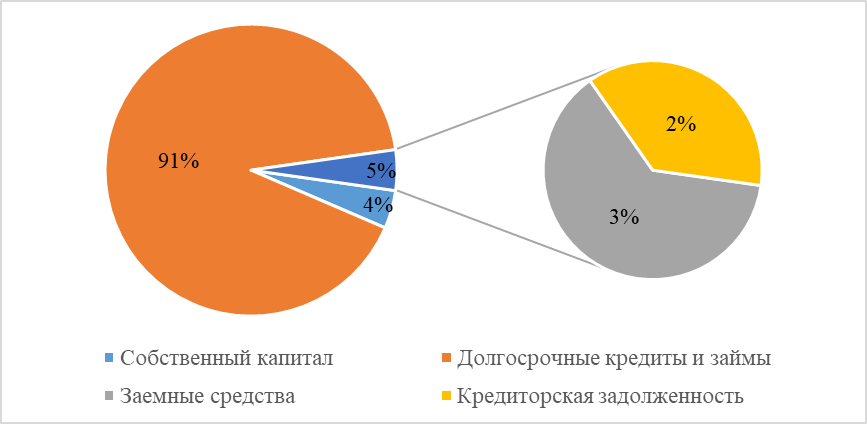 91%
5%
4%
2%
3%
Собственный капитал
Долгосрочные кредиты и займы
Заемные средства
Кредиторская задолженность